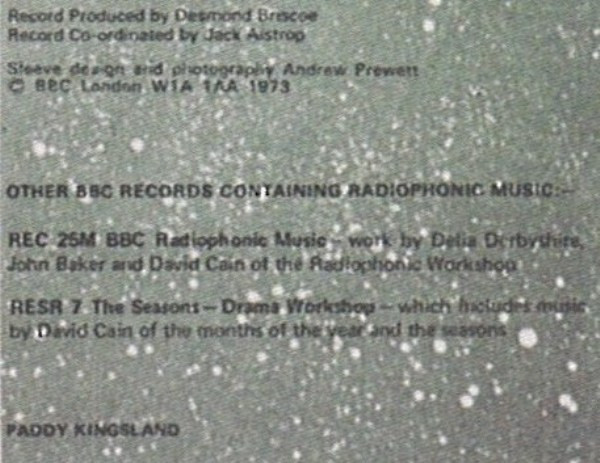 Record Produced by Desmond Briscoe
Record Co-ordinated by Jack Aistrop
Sleeve design and photography Andrew Prewett
© BBC London W1A 1AA 1973
OTHER BBC RECORDS CONTAINING RADIOPHONIC MUSIC:—
REC 25M BBC Radiophonic Music – work by Delia Derbyshire,
John Baker and David Cain of the Radiophonic Workshop
RESR 7 The Seasons – Drama Workshop – which includes music
by David Cain of the months of the year and the seasons
PADDY KINGSLAND